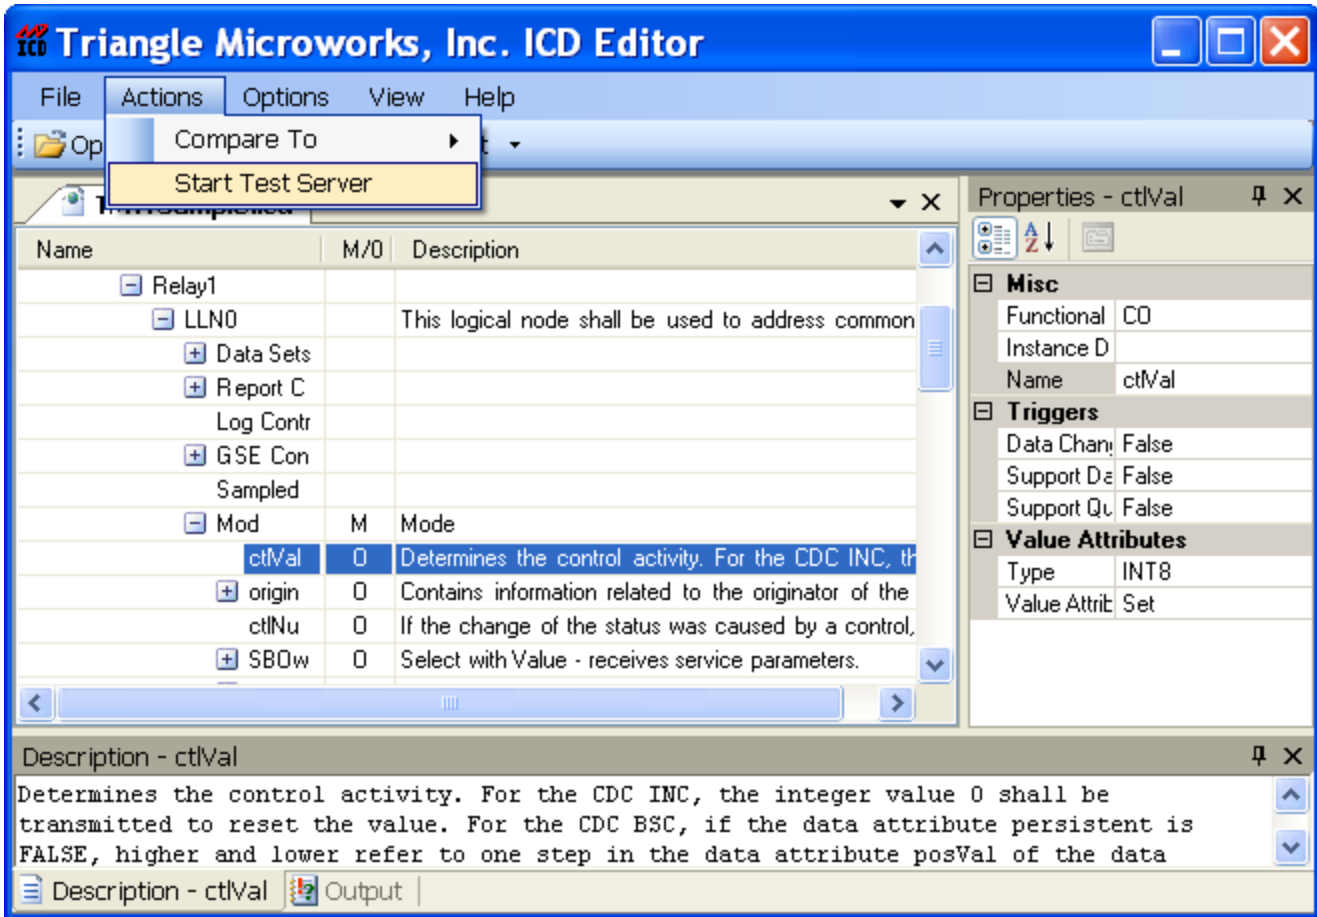 ICD Triangle Microworks, Inc. ICD Editor
File Actions Options View Help
Compare To
Start Test Server
Properties - ctlVal
Name M/O Description
Relay1
LLN0 This logical node shall be used to address common
Data Sets
Report C
Log Contr
GSE Con
Sampled
Mod M Mode
ctlVal O Determines the control activity. For the CDC INC, th
origin O Contains information related to the originator of the
ctlNu O If the change of the status was caused by a control,
SBOw O Select with Value - receives service parameters.
Misc
Functional CO
Instance D
Name ctlVal
Triggers
Data Chan False
Support Da False
Support Qu False
Value Attributes
Type INT8
Value Attrib Set
Description - ctlVal
Determines the control activity. For the CDC INC, the integer value 0 shall be
transmitted to reset the value. For the CDC BSC, if the data attribute persistent is
FALSE, higher and lower refer to one step in the data attribute posVal of the data
Description - ctlVal Output